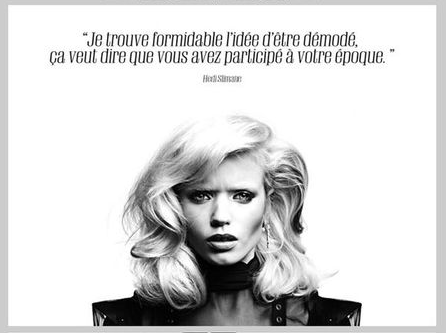 “Je trouve formidable l’idée d’être démodé,
ça veut dire que vous avez participé à votre époque. ”
Hedi Slimane